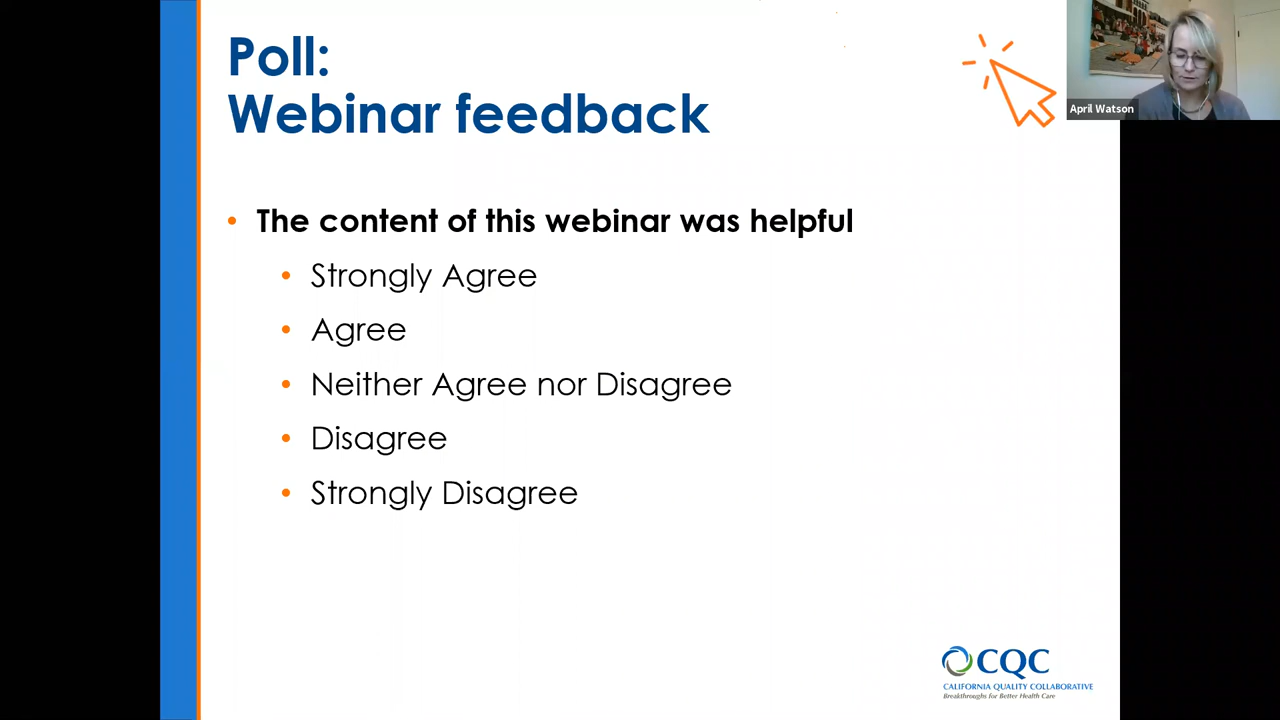 Poll:
Webinar feedback
April Watson
• The content of this webinar was helpful
• Strongly Agree
• Agree
• Neither Agree nor Disagree
• Disagree
• Strongly Disagree
CQC
CALIFORNIA QUALITY COLLABORATIVE
Breakthroughs for Better Health Care